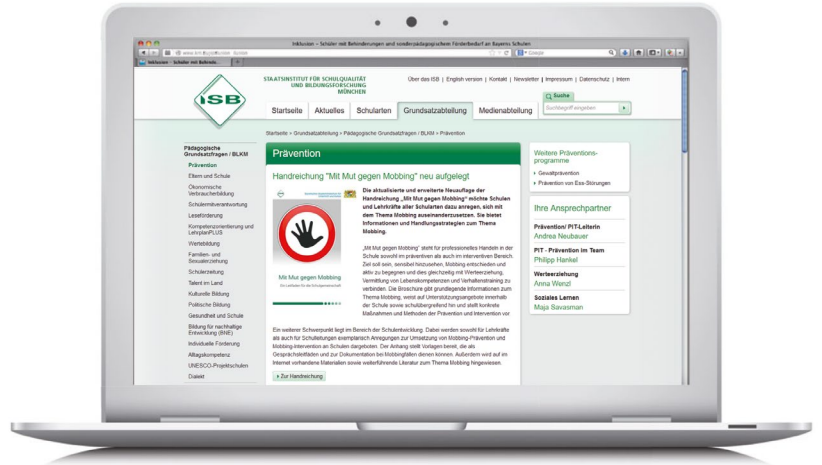 Inklusion - Schüler mit Behinderungen und sonderpädagogischem Förderbedarf an Bayerns Schulen
Google
Inklusion - Schüler mit Behinde...
ISB
STAATSINSTITUT FÜR SCHULQUALITÄT
UND BILDUNGSFORSCHUNG
MÜNCHEN
Über das ISB | English version | Kontakt | Newsletter | Impressum | Datenschutz | Intern
Suche
Suchbegriff eingeben
Startseite Aktuelles Schularten Grundsatzabteilung Medienabteilung
Startseite » Grundsatzabteilung » Pädagogische Grundsatzfragen / BLKM » Prävention
Pädagogische
Grundsatzfragen / BLKM
Prävention
Eltern und Schule
Ökonomische
Verbraucherbildung
Schülermitverantwortung
Leseförderung
Kompetenzorientierung und
LehrplanPLUS
Wertebildung
Familien- und
Sexualerziehung
Schülerzeitung
Talent im Land
Kulturelle Bildung
Politische Bildung
Gesundheit und Schule
Bildung für nachhaltige
Entwicklung (BNE)
Individuelle Förderung
Alltagskompetenz
UNESCO-Projektschulen
Dialekt
Prävention
Handreichung "Mit Mut gegen Mobbing" neu aufgelegt
Mit Mut gegen Mobbing
Ein Leitfaden für die Schulgemeinschaft
Die aktualisierte und erweiterte Neuauflage der
Handreichung „Mit Mut gegen Mobbing" möchte Schulen
und Lehrkräfte aller Schularten dazu anregen, sich mit
dem Thema Mobbing auseinanderzusetzen. Sie bietet
Informationen und Handlungsstrategien zum Thema
Mobbing.
„Mit Mut gegen Mobbing" steht für professionelles Handeln in der
Schule sowohl im präventiven als auch im interventiven Bereich.
Ziel soll sein, sensibel hinzusehen, Mobbing entschieden und
aktiv zu begegnen und dies gleichzeitig mit Werteerziehung,
Vermittlung von Lebenskompetenzen und Verhaltenstraining zu
verbinden. Die Broschüre gibt grundlegende Informationen zum
Thema Mobbing, weist auf Unterstützungsangebote innerhalb
der Schule sowie schulübergreifend hin und stellt konkrete
Maßnahmen und Methoden der Prävention und Intervention vor.
Ein weiterer Schwerpunkt liegt im Bereich der Schulentwicklung. Dabei werden sowohl für Lehrkräfte
als auch für Schulleitungen exemplarisch Anregungen zur Umsetzung von Mobbing-Prävention und
Mobbing-Intervention an Schulen dargeboten. Der Anhang stellt Vorlagen bereit, die als
Gesprächsleitfäden und zur Dokumentation bei Mobbingfällen dienen können. Außerdem wird auf im
Internet vorhandene Materialien sowie weiterführende Literatur zum Thema Mobbing hingewiesen.
Zur Handreichung
Weitere Präventions-
programme
Gewaltprävention
Prävention von Ess-Störungen
Ihre Ansprechpartner
Prävention/ PIT-Leiterin
Andrea Neubauer
PIT - Prävention im Team
Philipp Hankel
Werteerziehung
Anna Wenzl
Soziales Lernen
Maja Savasman